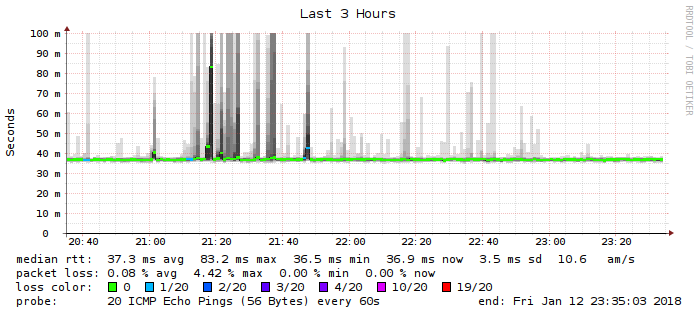 Last 3 Hours
RRDTOOL / TOBI OETIKER
Seconds
100 m
90 m
80 m
70 m
60 m
50 m
40 m
30 m
20 m
10 m
0
20:40 21:00 21:20 21:40 22:00 22:20 22:40 23:00 23:20
median rtt: 37.3 ms avg 83.2 ms max 36.5 ms min 36.9 ms now 3.5 ms sd 10.6 am/s
packet loss: 0.08 % avg 4.42 % max 0.00 % min 0.00 % now
loss color: 0 1/20 2/20 3/20 4/20 10/20 19/20
probe: 20 ICMP Echo Pings (56 Bytes) every 60s end: Fri Jan 12 23:35:03 2018